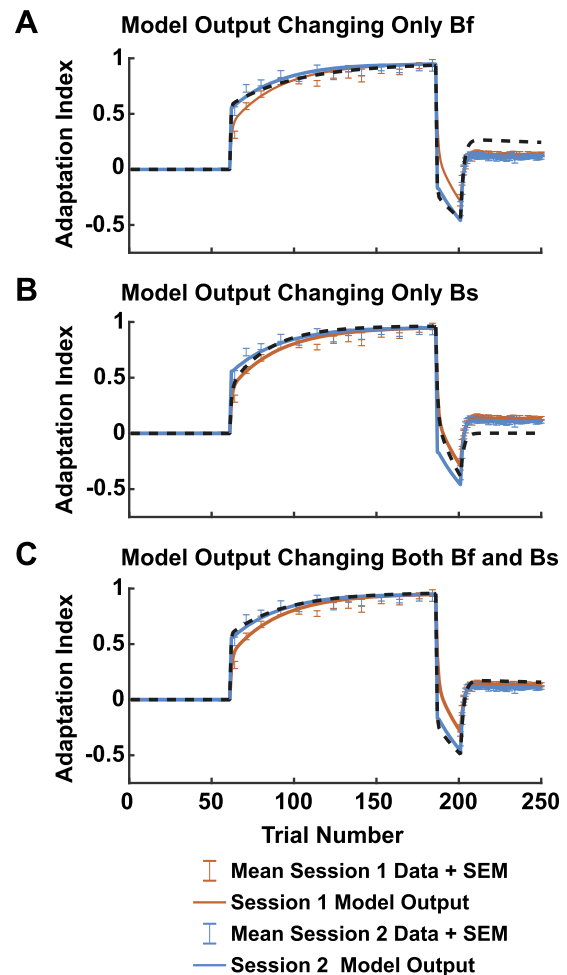 A
Model Output Changing Only Bf
Adaptation Index
1
0.5
0
-0.5
B
Model Output Changing Only Bs
Adaptation Index
1
0.5
0
-0.5
C
Model Output Changing Both Bf and Bs
Adaptation Index
1
0.5
0
-0.5
0 50 100 150 200 250
Trial Number
Mean Session 1 Data + SEM
Session 1 Model Output
Mean Session 2 Data + SEM
Session 2 Model Output